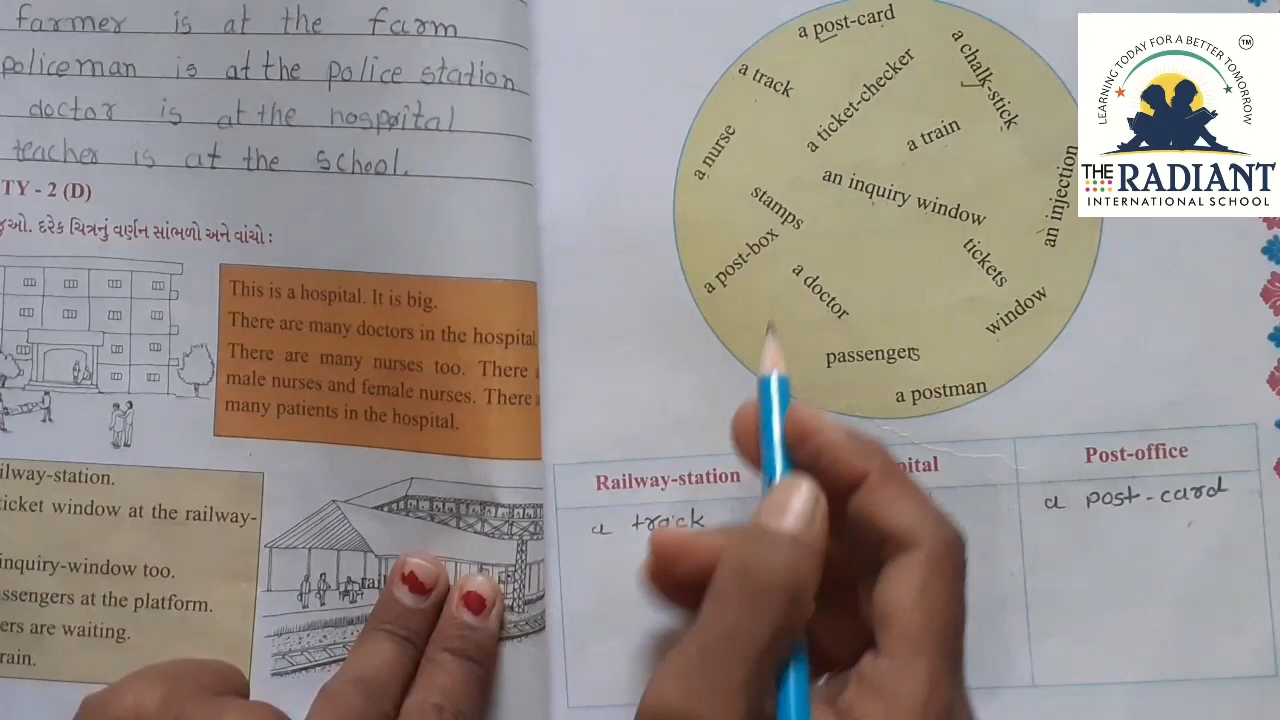 farmer is at the farm
policeman is at the police station
doctor is at the hospital
teacher is at the school.
TY - 2 (D)
દરેક ચિત્રનું વર્ણન સાંભળો અને વાંચો :
This is a hospital. It is big.
There are many doctors in the hospital.
There are many nurses too. There
male nurses and female nurses. There
many patients in the hospital.
ilway-station.
ticket window at the railway-
inquiry-window too.
ssengers at the platform.
ers are waiting.
rain.
a post-card
a chalk-stick
a track
a ticket-checker
a train
a nurse
an inquiry window
an injection
stamps
a post-box
tickets
a doctor
window
passengers
a postman
Railway-station
pital
Post-office
a track
a post-card
LEARNING TODAY FOR A BETTER TOMORROW
TM
THE RADIANT
INTERNATIONAL SCHOOL